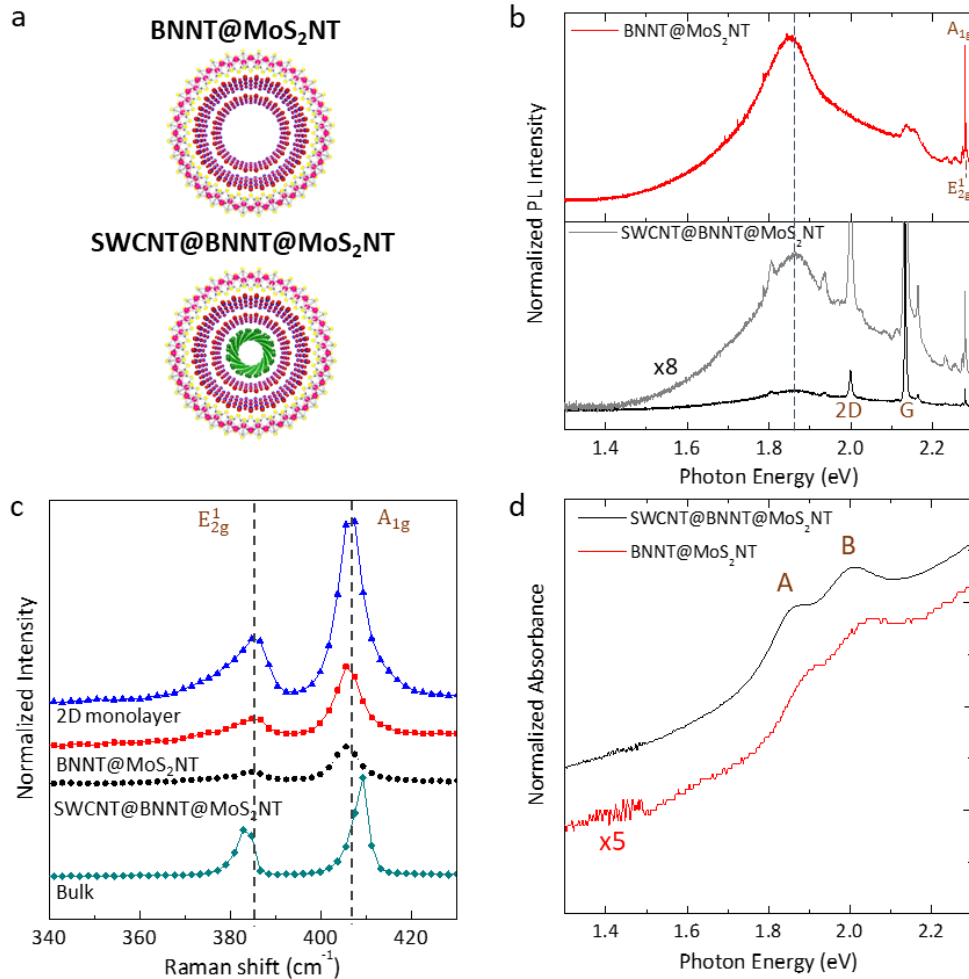 a
BNNT@MoS₂NT
SWCNT@BNNT@MoS₂NT
b
BNNT@MoS₂NT
A₁g
E¹₂g
SWCNT@BNNT@MoS₂NT
x8
2D
G
Normalized PL Intensity
1.4 1.6 1.8 2.0 2.2
Photon Energy (eV)
c
E¹₂g
A₁g
2D monolayer
BNNT@MoS₂NT
SWCNT@BNNT@MoS₂NT
Bulk
Normalized Intensity
340 360 380 400 420
Raman shift (cm⁻¹)
d
SWCNT@BNNT@MoS₂NT
BNNT@MoS₂NT
A
B
x5
Normalized Absorbance
1.4 1.6 1.8 2.0 2.2
Photon Energy (eV)